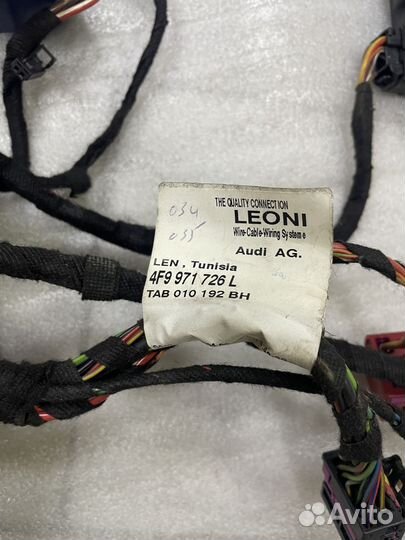 THE QUALITY CONNECTION
LEONI
Wire-Cable-Wiring Systeme
Audi AG.
034
035
LEN. Tunisia
4F9 971 726 L
TAB 010 192 BH
Avito